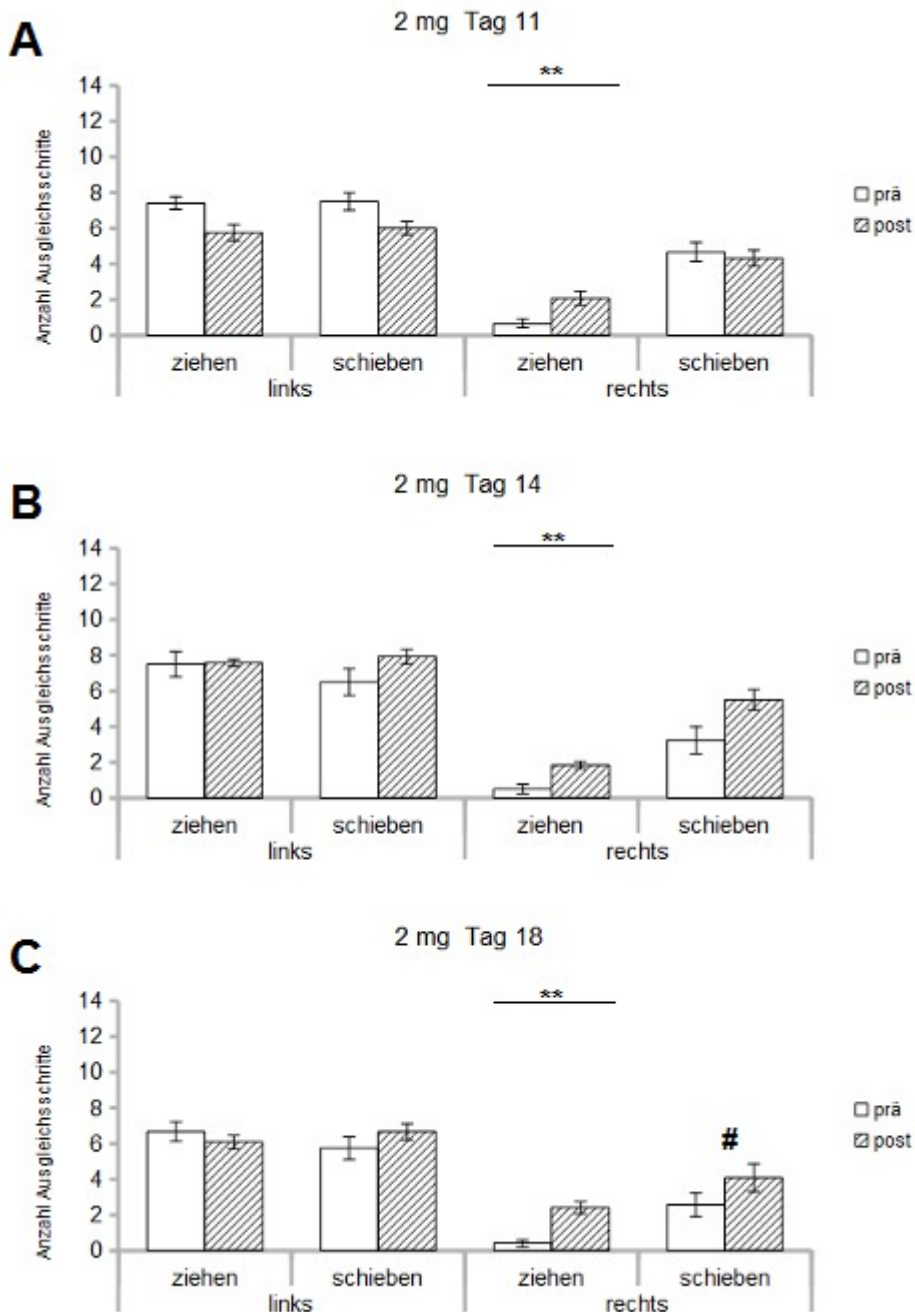 A
2 mg Tag 11
**
14
12
10
8
6
4
2
0
Anzahl Ausgleichsschritte
prä
post
ziehen schieben ziehen schieben
links rechts
B
2 mg Tag 14
**
14
12
10
8
6
4
2
0
Anzahl Ausgleichsschritte
prä
post
ziehen schieben ziehen schieben
links rechts
C
2 mg Tag 18
**
14
12
10
8
6
4
2
0
Anzahl Ausgleichsschritte
#
prä
post
ziehen schieben ziehen schieben
links rechts